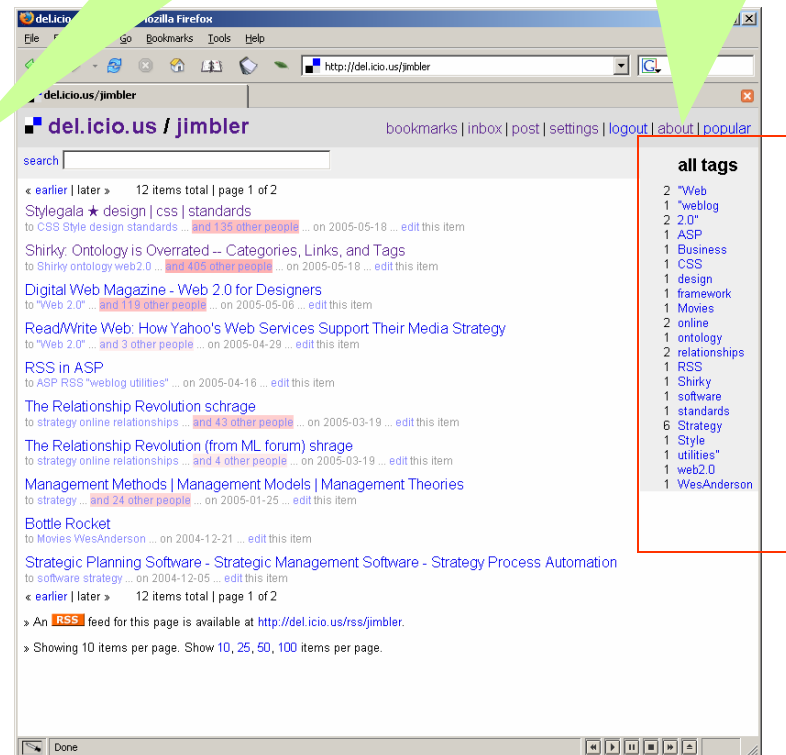 del.icio zilla Firefox
File Go Bookmarks Tools Help
http://del.icio.us/jimbler
del.icio.us/jimbler
del.icio.us / jimbler
bookmarks | inbox | post | settings | logout | about | popular
search
« earlier | later » 12 items total | page 1 of 2
Stylegala ★ design | css | standards
to CSS Style design standards ... and 135 other people ... on 2005-05-18 ... edit this item
Shirky: Ontology is Overrated -- Categories, Links, and Tags
to Shirky ontology web2.0 ... and 405 other people ... on 2005-05-18 ... edit this item
Digital Web Magazine - Web 2.0 for Designers
to "Web 2.0" ... and 119 other people ... on 2005-05-06 ... edit this item
Read/Write Web: How Yahoo's Web Services Support Their Media Strategy
to "Web 2.0" ... and 3 other people ... on 2005-04-29 ... edit this item
RSS in ASP
to ASP RSS "weblog utilities" ... on 2005-04-16 ... edit this item
The Relationship Revolution schrage
to strategy online relationships ... and 43 other people ... on 2005-03-19 ... edit this item
The Relationship Revolution (from ML forum) shrage
to strategy online relationships ... and 4 other people ... on 2005-03-19 ... edit this item
Management Methods | Management Models | Management Theories
to strategy ... and 24 other people ... on 2005-01-25 ... edit this item
Bottle Rocket
to Movies WesAnderson ... on 2004-12-21 ... edit this item
Strategic Planning Software - Strategic Management Software - Strategy Process Automation
to software strategy ... on 2004-12-05 ... edit this item
« earlier | later » 12 items total | page 1 of 2
» An RSS feed for this page is available at http://del.icio.us/rss/jimbler.
» Showing 10 items per page. Show 10, 25, 50, 100 items per page.
all tags
2 "Web
1 "weblog
2 2.0"
1 ASP
1 Business
1 CSS
1 design
1 framework
1 Movies
2 online
1 ontology
2 relationships
1 RSS
1 Shirky
1 software
1 standards
6 Strategy
1 Style
1 utilities"
1 web2.0
1 WesAnderson
Done